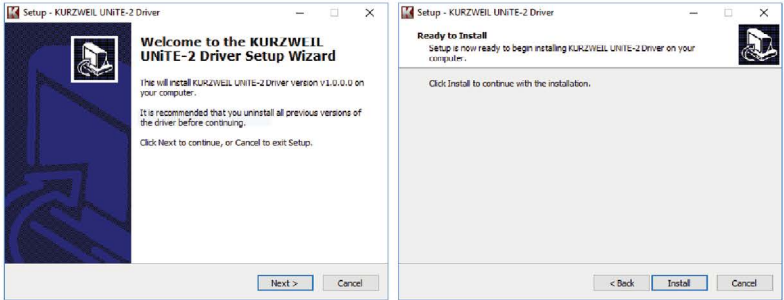 Setup - KURZWEIL UNiTE-2 Driver
Welcome to the KURZWEIL
UNiTE-2 Driver Setup Wizard
This will install KURZWEIL UNiTE-2 Driver version v1.0.0.0 on
your computer.
It is recommended that you uninstall all previous versions of
the driver before continuing.
Click Next to continue, or Cancel to exit Setup.
Next >
Cancel
Setup - KURZWEIL UNiTE-2 Driver
Ready to Install
Setup is now ready to begin installing KURZWEIL UNiTE-2 Driver on your
computer.
Click Install to continue with the installation.
< Back
Install
Cancel